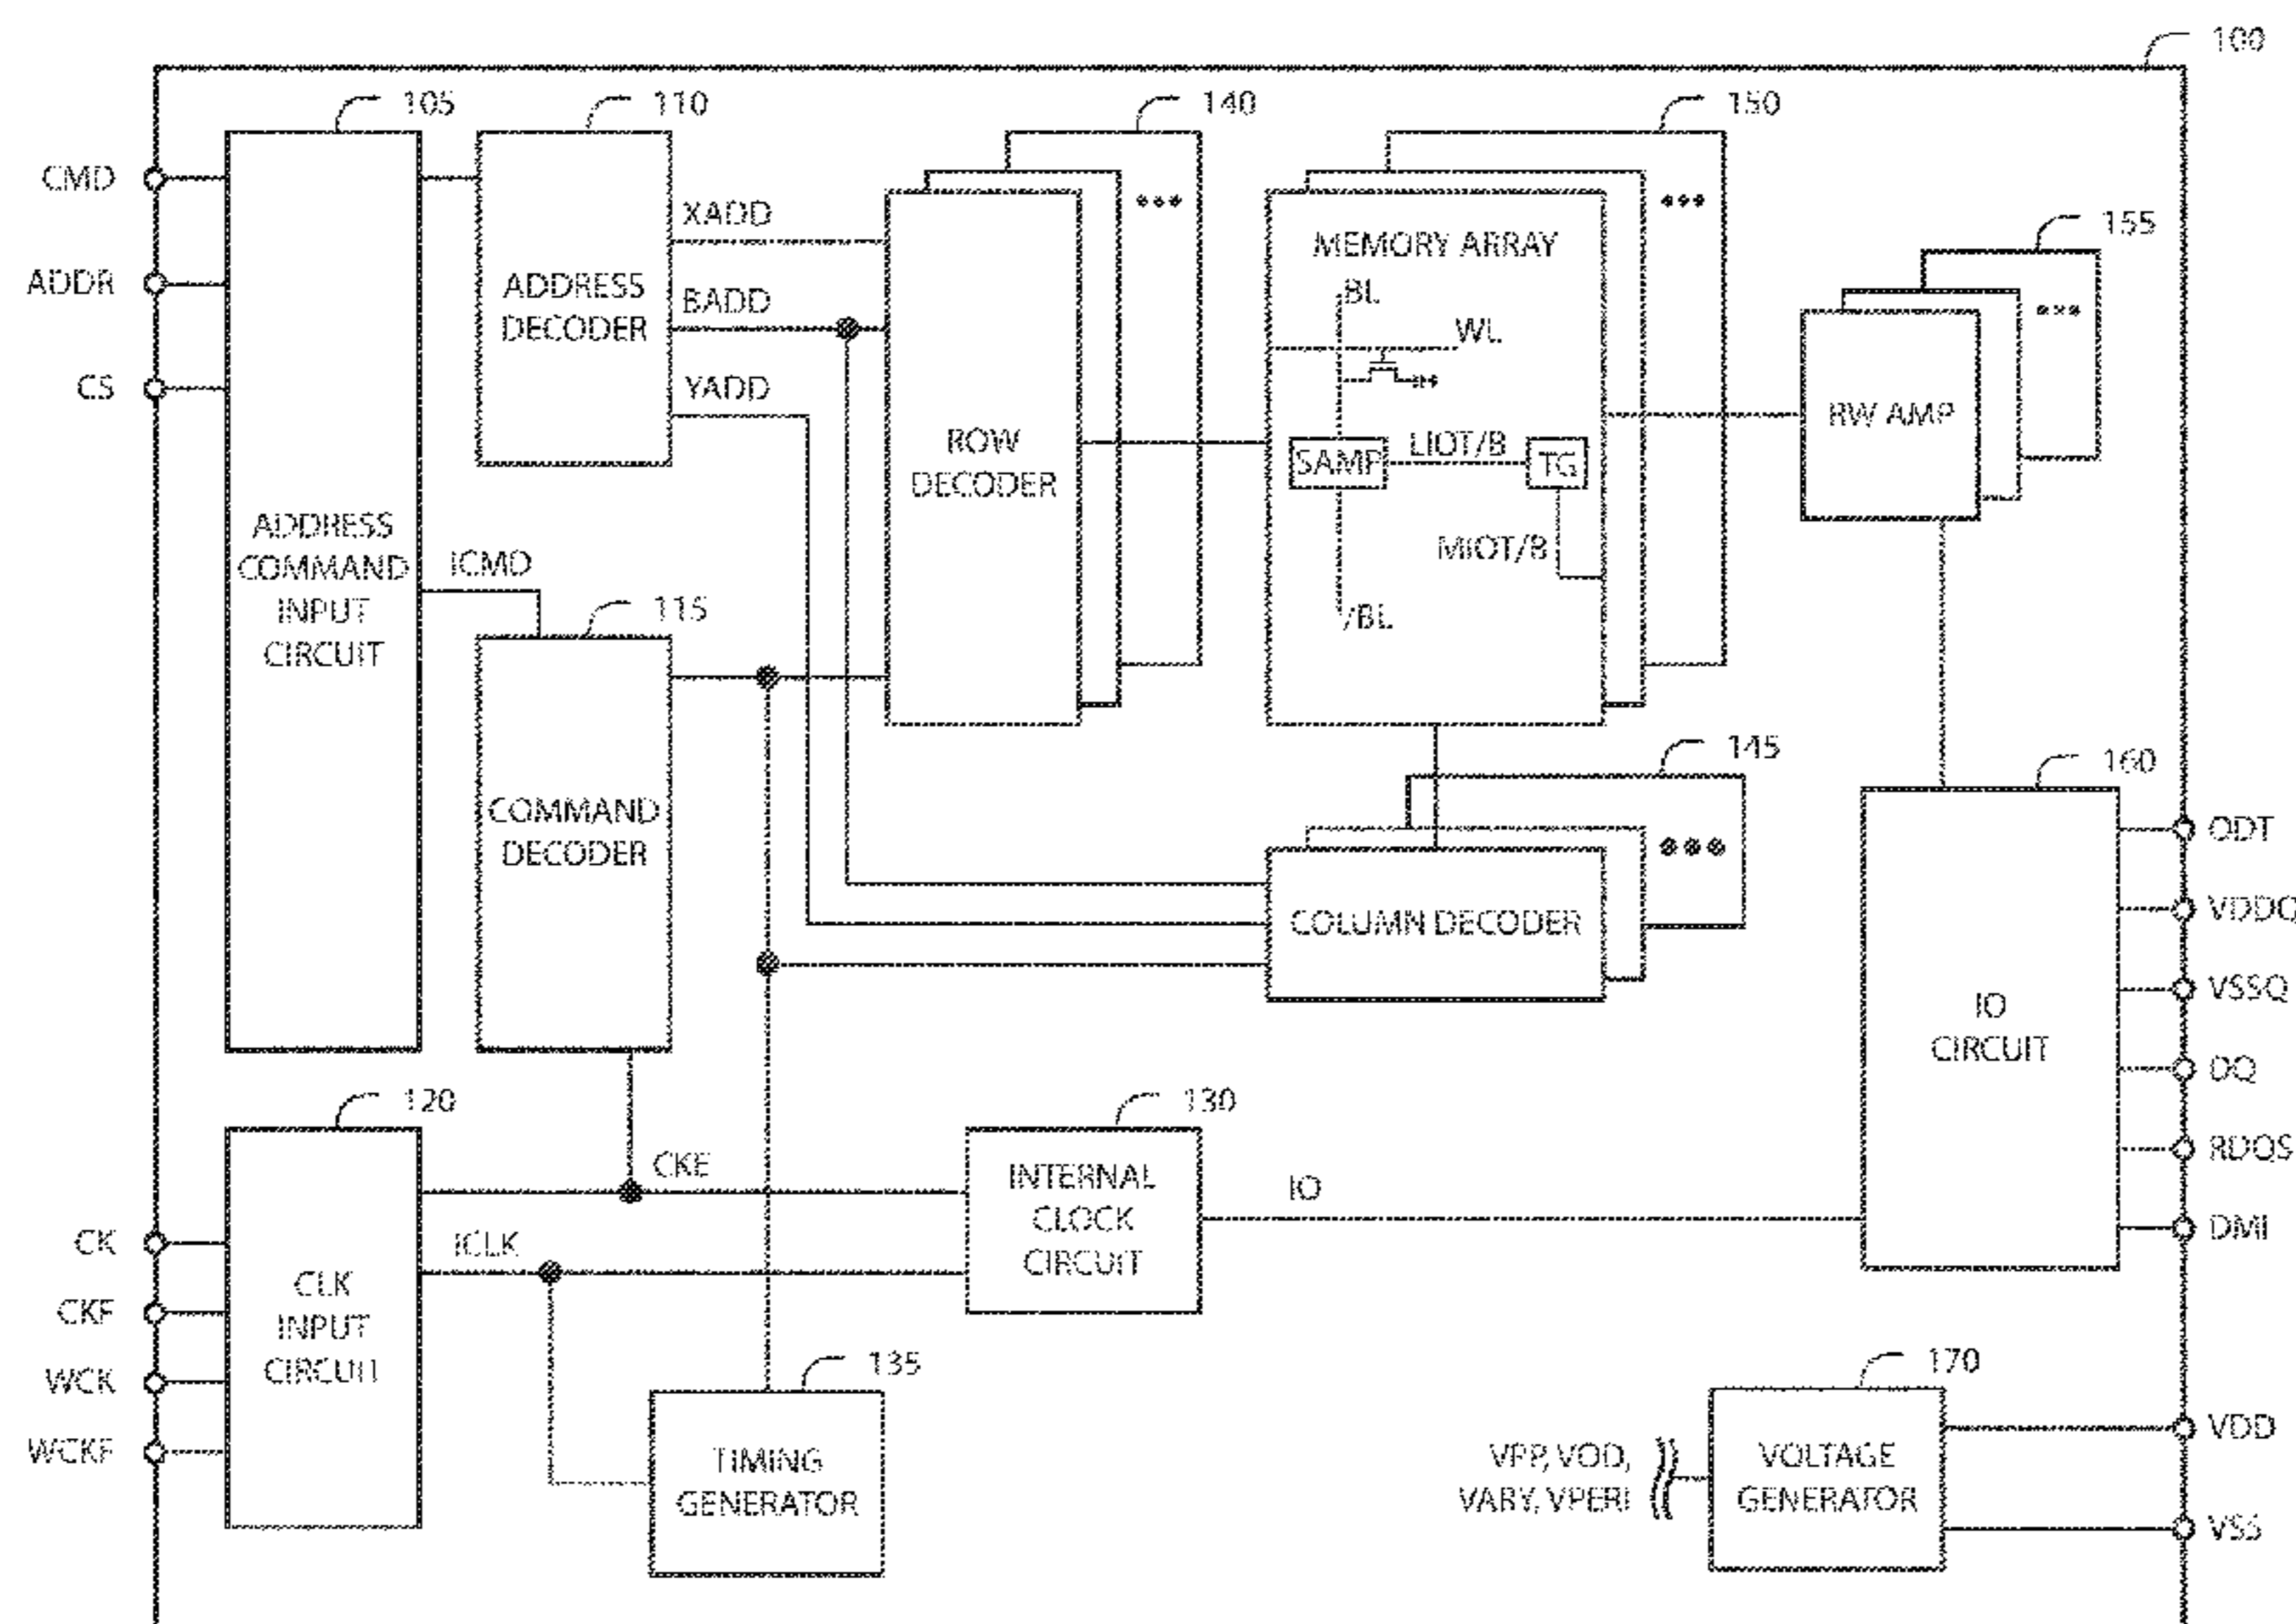 100
105
110
140
150
155
CMD
ADDR
CS
ADDRESS
COMMAND
INPUT
CIRCUIT
ADDRESS
DECODER
XADD
BADD
YADD
ROW
DECODER
MEMORY ARRAY
BL
WL
SAMP
LIOT/B
TG
MIOT/B
/BL
RW AMP
ICMD
115
COMMAND
DECODER
145
COLUMN DECODER
160
IO
CIRCUIT
ODT
VDDQ
VSSQ
DQ
RDQS
DMI
120
CLK
INPUT
CIRCUIT
CK
CKF
WCK
WCKF
CKE
ICLK
130
INTERNAL
CLOCK
CIRCUIT
IO
135
TIMING
GENERATOR
170
VOLTAGE
GENERATOR
VPP, VOD,
VARY, VPERI
VDD
VSS